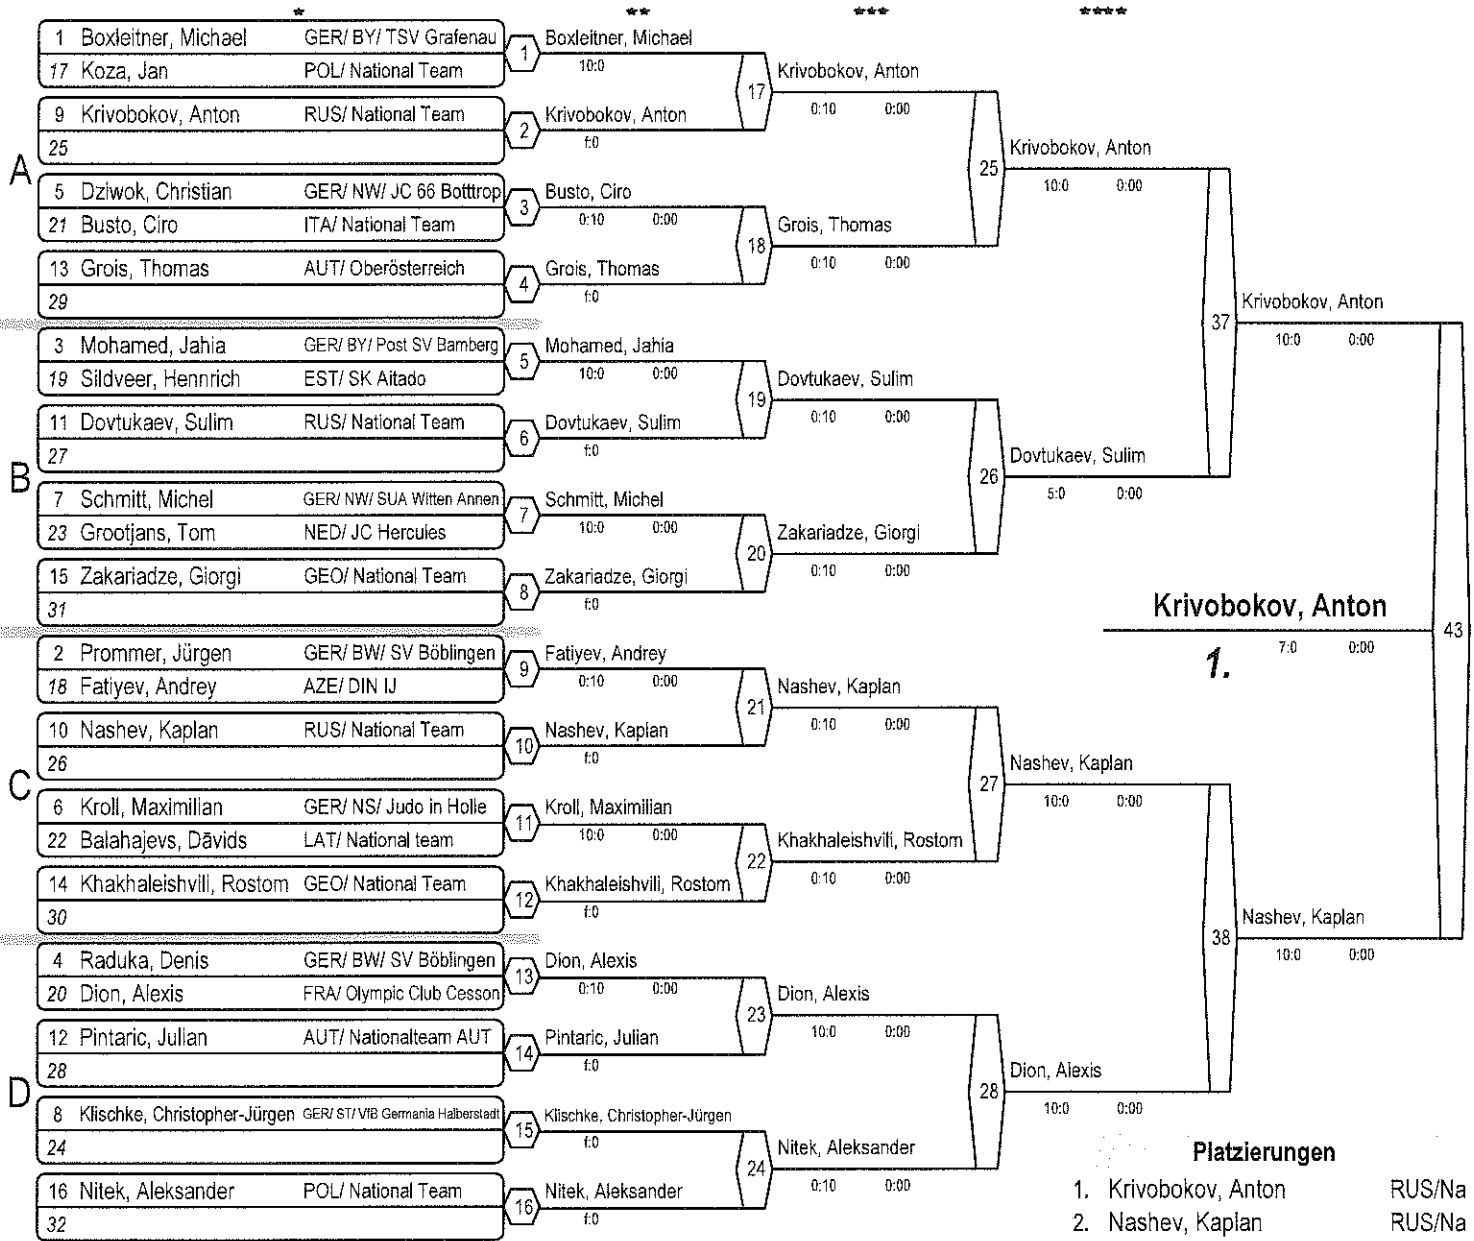 * ** *** ****
1 Boxleitner, Michael GER/ BY/ TSV Grafenau
17 Koza, Jan POL/ National Team
1 Boxleitner, Michael
10:0
9 Krivobokov, Anton RUS/ National Team
25
2 Krivobokov, Anton
f:0
17 Krivobokov, Anton
0:10 0:00
A
5 Dziwok, Christian GER/ NW/ JC 66 Botttrop
21 Busto, Ciro ITA/ National Team
3 Busto, Ciro
0:10 0:00
13 Grois, Thomas AUT/ Oberösterreich
29
4 Grois, Thomas
f:0
18 Grois, Thomas
0:10 0:00
25 Krivobokov, Anton
10:0 0:00
3 Mohamed, Jahia GER/ BY/ Post SV Bamberg
19 Sildveer, Hennrich EST/ SK Aitado
5 Mohamed, Jahia
10:0 0:00
11 Dovtukaev, Sulim RUS/ National Team
27
6 Dovtukaev, Sulim
f:0
19 Dovtukaev, Sulim
0:10 0:00
B
7 Schmitt, Michel GER/ NW/ SUA Witten Annen
23 Grootjans, Tom NED/ JC Hercules
7 Schmitt, Michel
10:0 0:00
15 Zakariadze, Giorgi GEO/ National Team
31
8 Zakariadze, Giorgi
f:0
20 Zakariadze, Giorgi
0:10 0:00
26 Dovtukaev, Sulim
5:0 0:00
37 Krivobokov, Anton
10:0 0:00
2 Prommer, Jürgen GER/ BW/ SV Böblingen
18 Fatiyev, Andrey AZE/ DIN IJ
9 Fatiyev, Andrey
0:10 0:00
10 Nashev, Kaplan RUS/ National Team
26
10 Nashev, Kaplan
f:0
21 Nashev, Kaplan
0:10 0:00
C
6 Kroll, Maximilian GER/ NS/ Judo in Holle
22 Balahajevs, Dāvids LAT/ National team
11 Kroll, Maximilian
10:0 0:00
14 Khakhaleishvili, Rostom GEO/ National Team
30
12 Khakhaleishvili, Rostom
f:0
22 Khakhaleishvili, Rostom
0:10 0:00
27 Nashev, Kaplan
10:0 0:00
4 Raduka, Denis GER/ BW/ SV Böblingen
20 Dion, Alexis FRA/ Olympic Club Cesson
13 Dion, Alexis
0:10 0:00
12 Pintaric, Julian AUT/ Nationalteam AUT
28
14 Pintaric, Julian
f:0
23 Dion, Alexis
10:0 0:00
D
8 Klischke, Christopher-Jürgen GER/ ST/ VfB Germania Halberstadt
24
15 Klischke, Christopher-Jürgen
f:0
16 Nitek, Aleksander POL/ National Team
32
16 Nitek, Aleksander
f:0
24 Nitek, Aleksander
0:10 0:00
28 Dion, Alexis
10:0 0:00
38 Nashev, Kaplan
10:0 0:00
43 Krivobokov, Anton
1. 7:0 0:00
Platzierungen
1. Krivobokov, Anton RUS/Na
2. Nashev, Kaplan RUS/Na